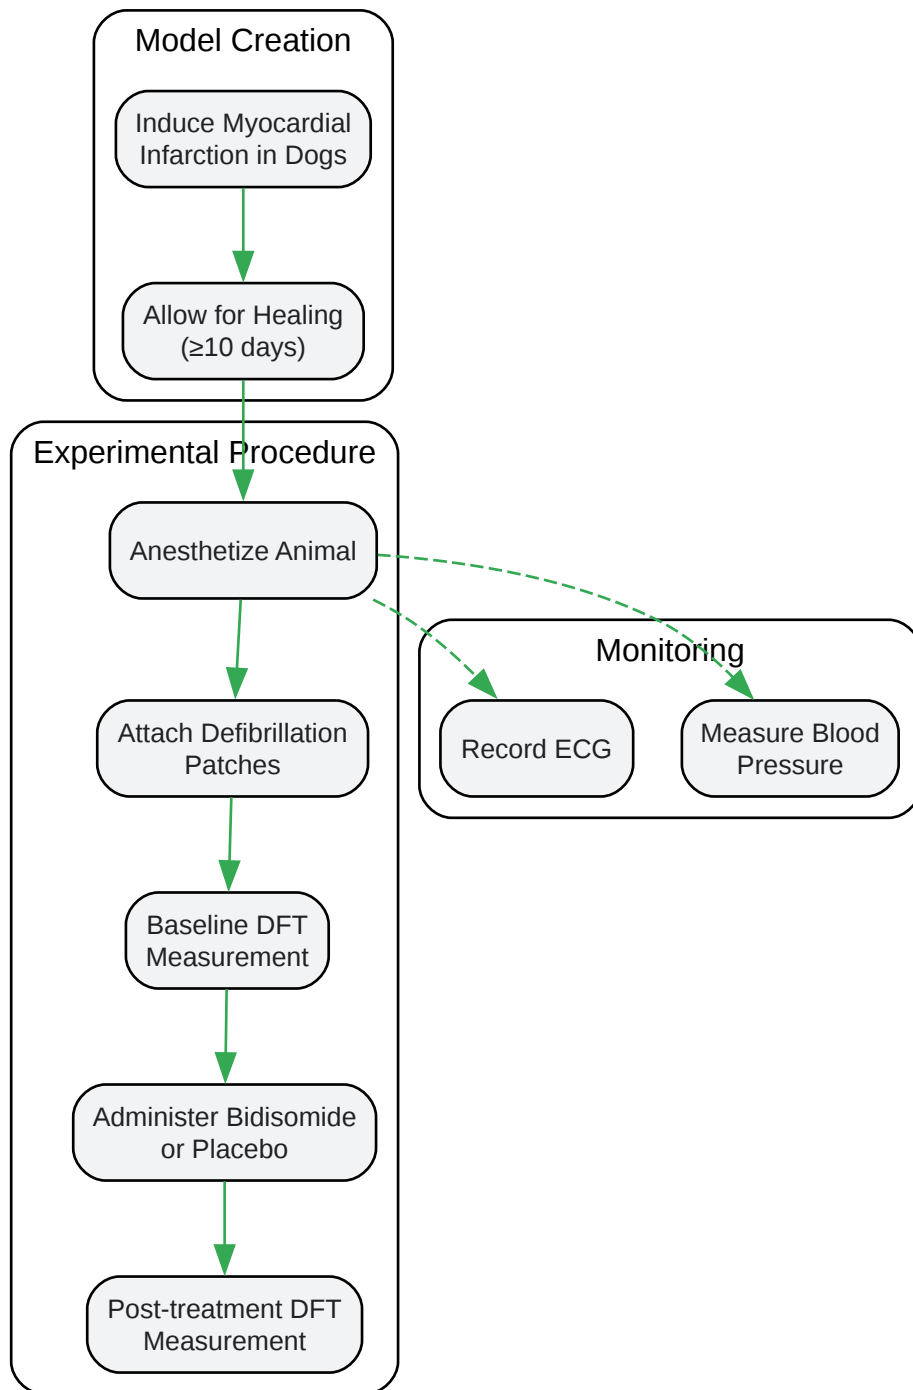 Model Creation
Induce Myocardial
Infarction in Dogs
Allow for Healing
(≥10 days)
Experimental Procedure
Anesthetize Animal
Monitoring
Record ECG
Measure Blood
Pressure
Attach Defibrillation
Patches
Baseline DFT
Measurement
Administer Bidisomide
or Placebo
Post-treatment DFT
Measurement